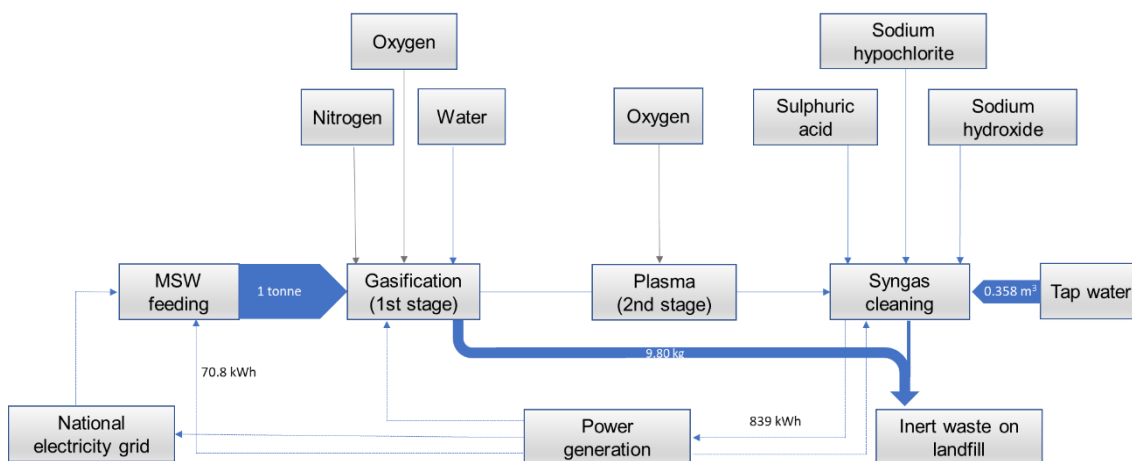 Sodium
hypochlorite
Oxygen
Nitrogen
Water
Oxygen
Sulphuric
acid
Sodium
hydroxide
MSW
feeding
1 tonne
Gasification
(1st stage)
Plasma
(2nd stage)
Syngas
cleaning
0.358 m³
Tap water
9.80 kg
70.8 kWh
839 kWh
National
electricity grid
Power
generation
Inert waste on
landfill